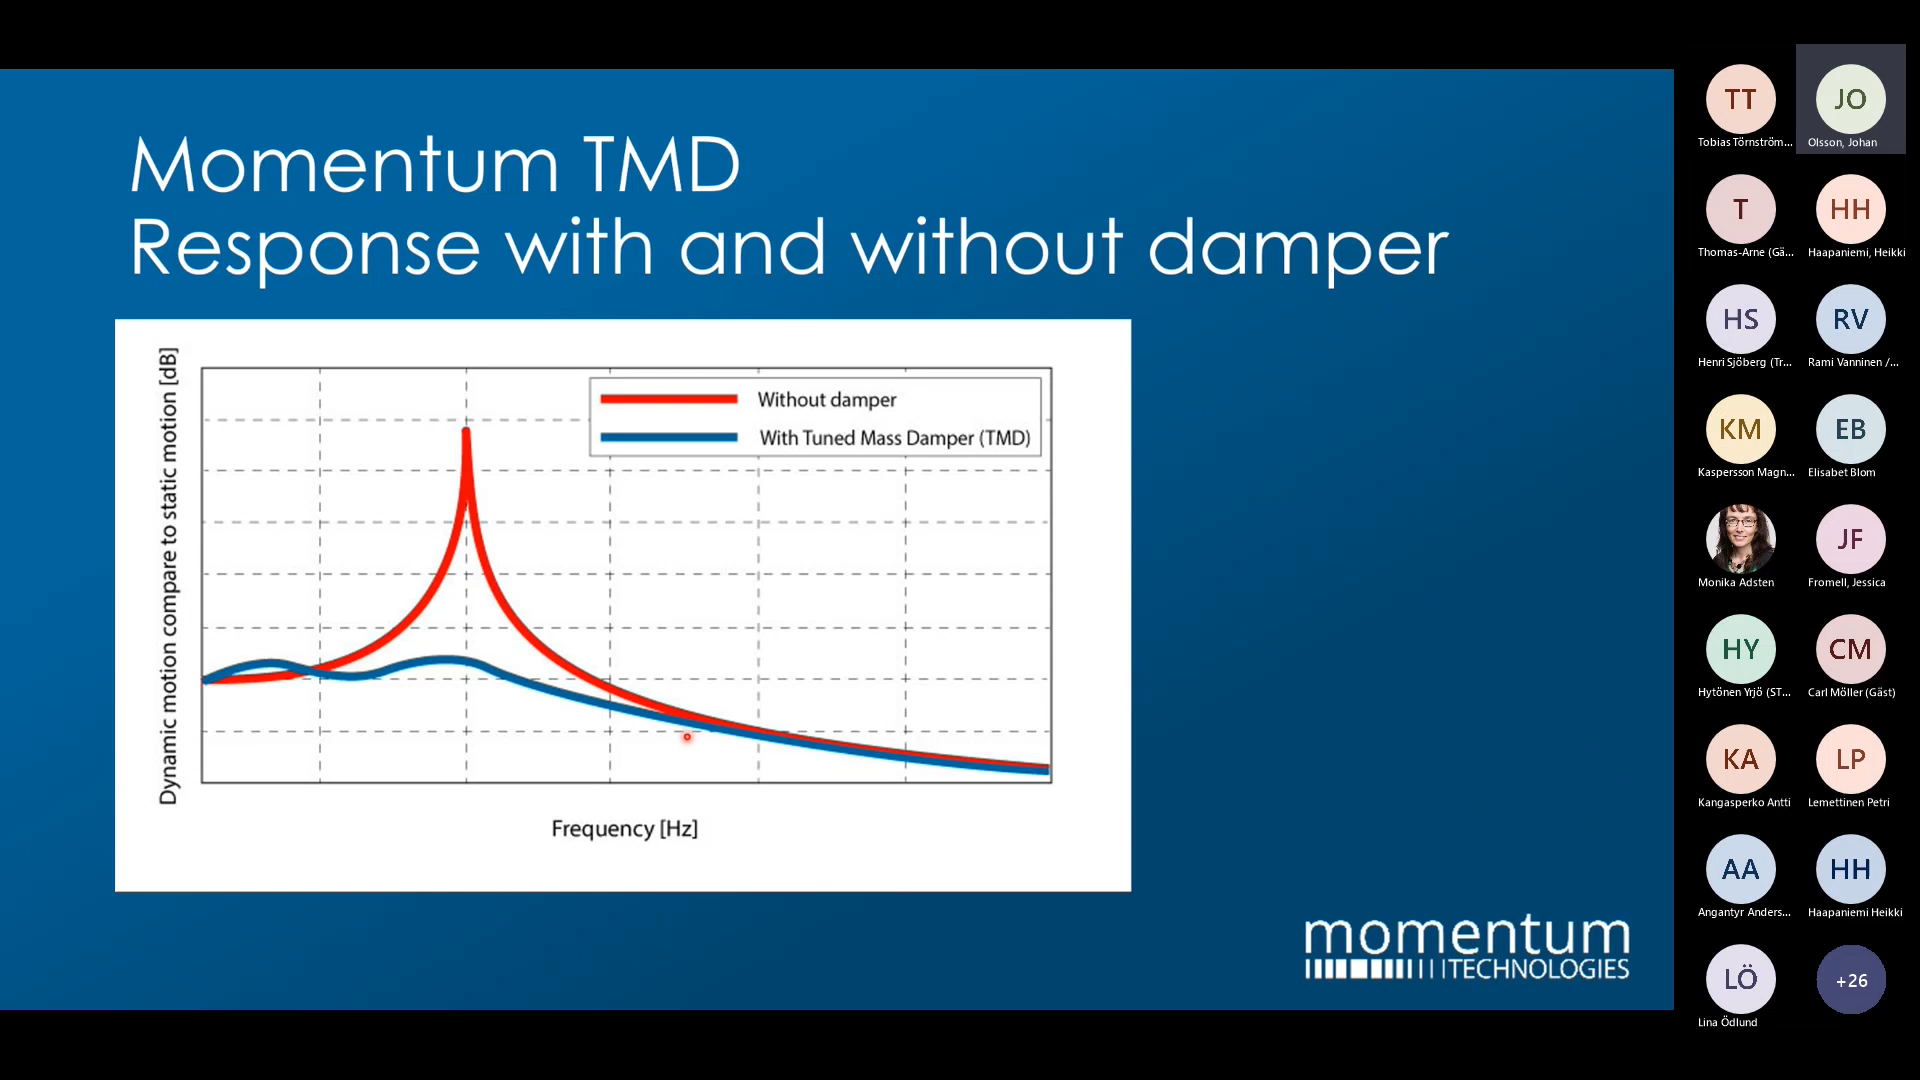 Momentum TMD
Response with and without damper
Dynamic motion compare to static motion [dB]
Without damper
With Tuned Mass Damper (TMD)
Frequency [Hz]
momentum
TECHNOLOGIES
TT
Tobias Törnström...
JO
Olsson, Johan
T
Thomas-Arne (Gä...
HH
Haapaniemi, Heikki
HS
Henri Sjöberg (Tr...
RV
Rami Vanninen /...
KM
Kaspersson Magn...
EB
Elisabet Blom
Monika Adsten
JF
Fromell, Jessica
HY
Hytönen Yrjö (ST...
CM
Carl Möller (Gäst)
KA
Kangasperko Antti
LP
Lemettinen Petri
AA
Angantyr Anders...
HH
Haapaniemi Heikki
LÖ
Lina Ödlund
+26